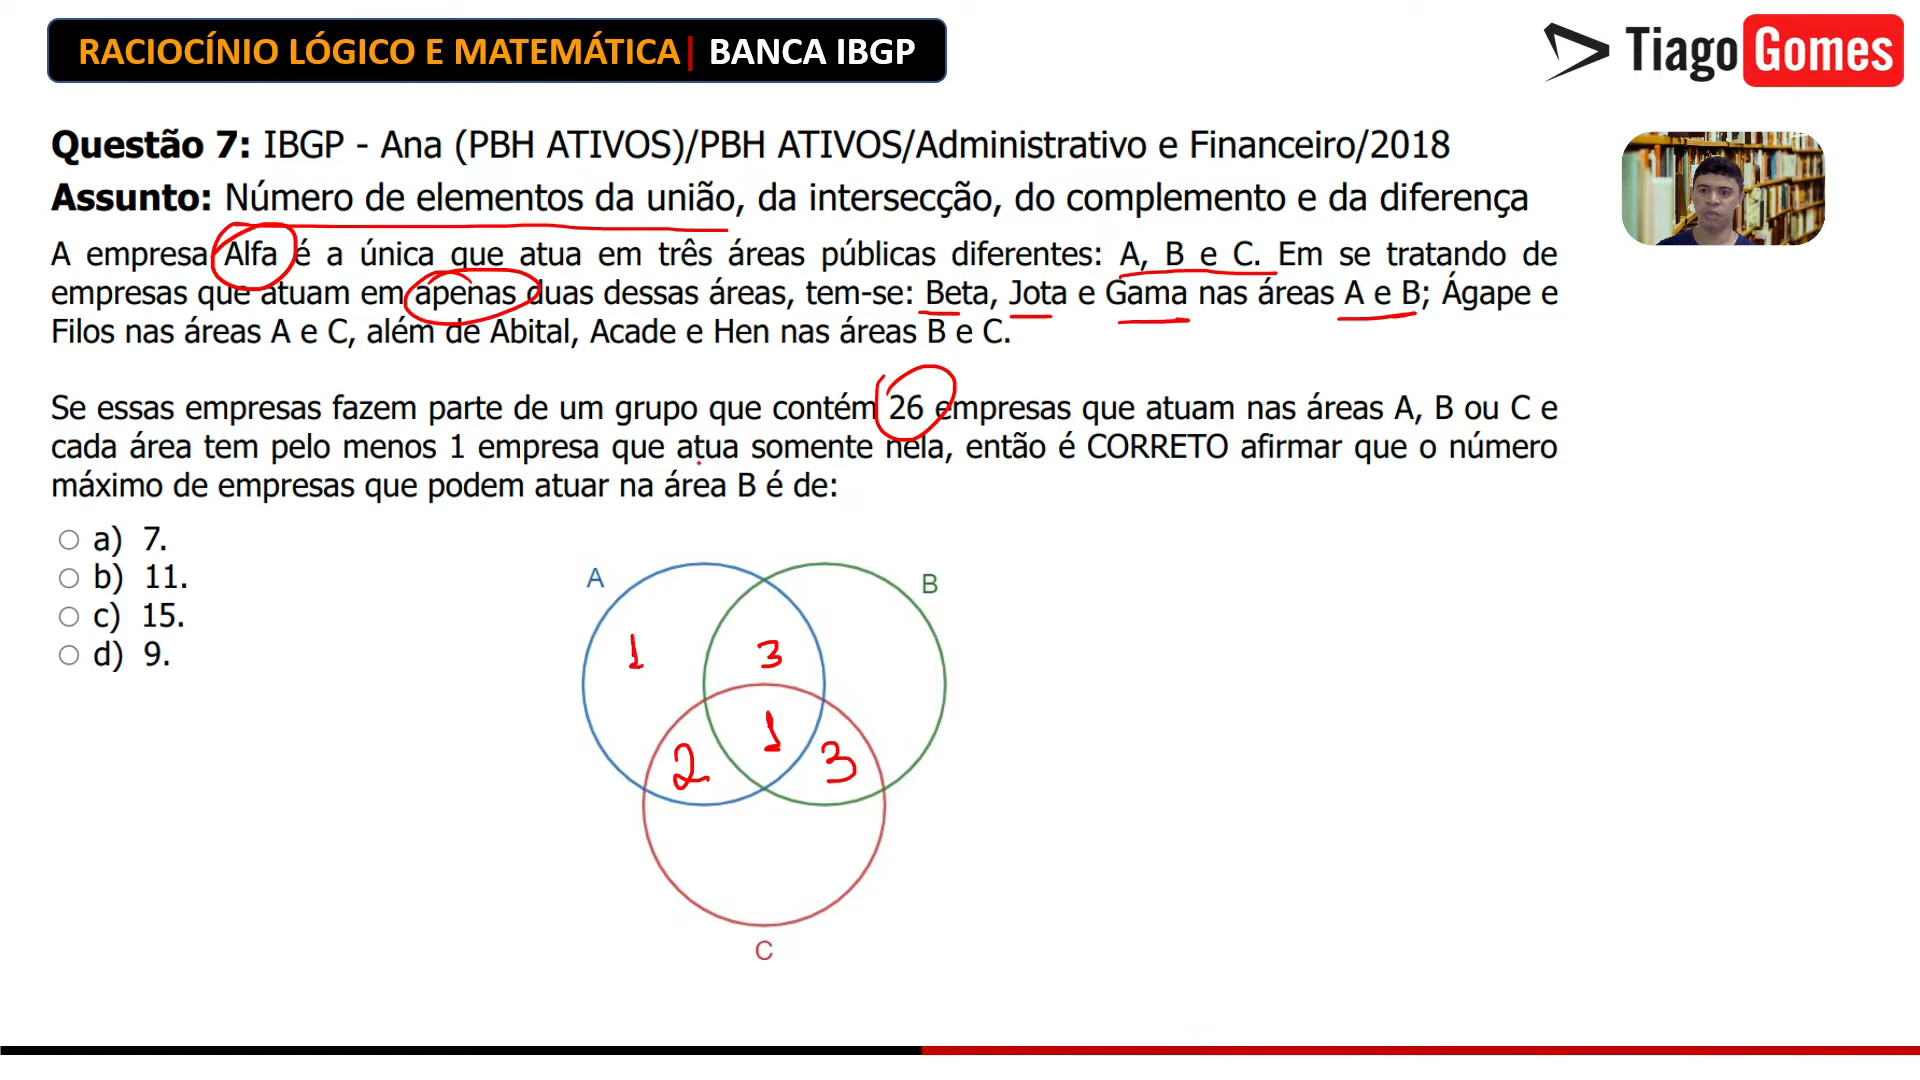 RACIOCÍNIO LÓGICO E MATEMÁTICA| BANCA IBGP
Tiago Gomes
Questão 7: IBGP - Ana (PBH ATIVOS)/PBH ATIVOS/Administrativo e Financeiro/2018
Assunto: Número de elementos da união, da intersecção, do complemento e da diferença
A empresa Alfa é a única que atua em três áreas públicas diferentes: A, B e C. Em se tratando de
empresas que atuam em apenas duas dessas áreas, tem-se: Beta, Jota e Gama nas áreas A e B; Ágape e
Filos nas áreas A e C, além de Abital, Acade e Hen nas áreas B e C.
Se essas empresas fazem parte de um grupo que contém 26 empresas que atuam nas áreas A, B ou C e
cada área tem pelo menos 1 empresa que atua somente nela, então é CORRETO afirmar que o número
máximo de empresas que podem atuar na área B é de:
a) 7.
b) 11.
c) 15.
d) 9.
A
B
1
3
2
1
3
C